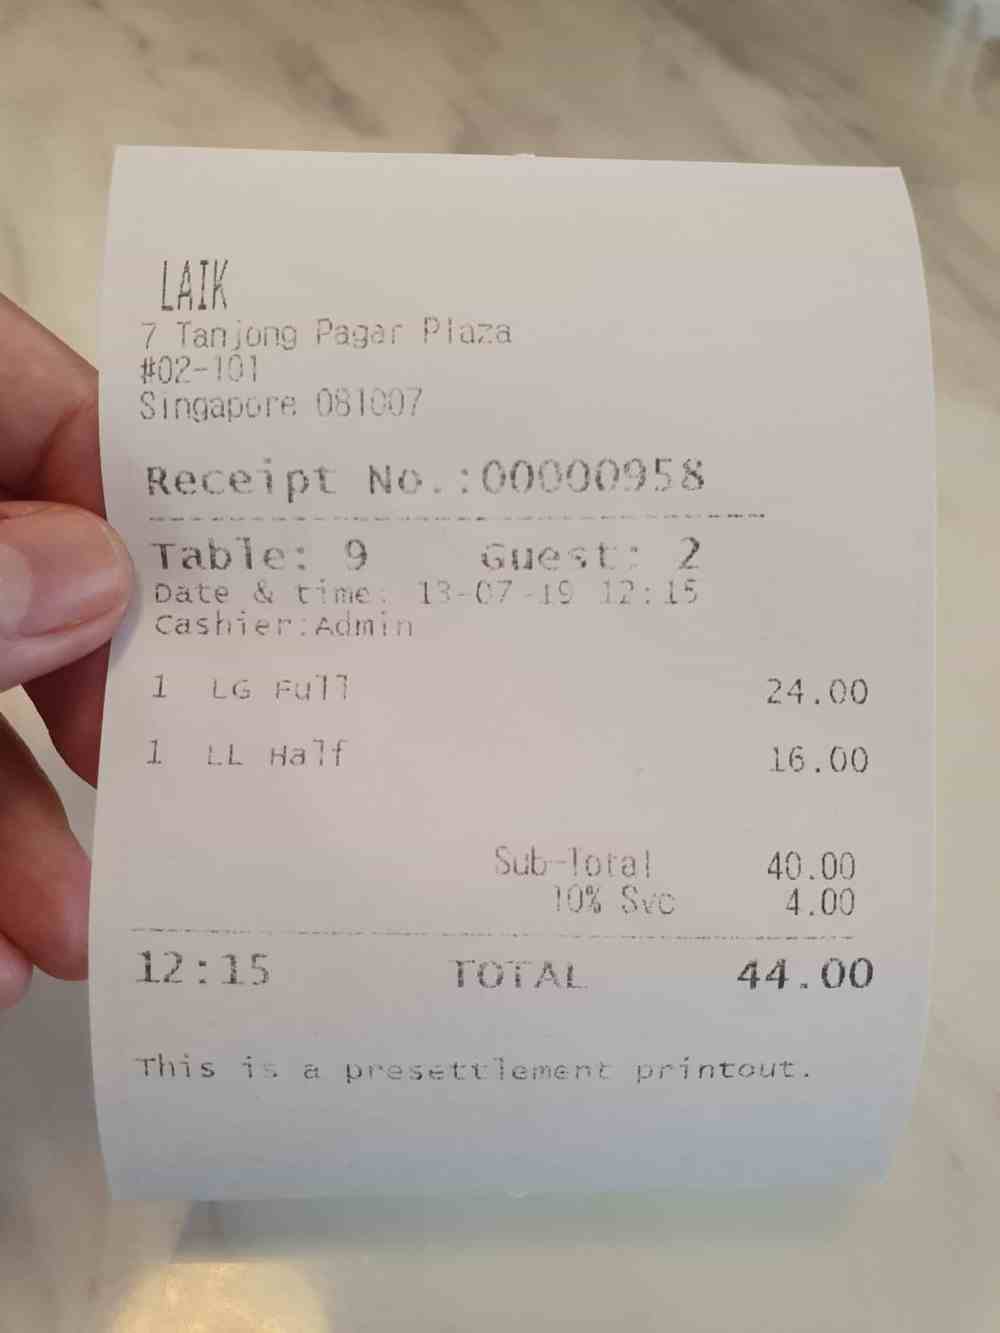 LAIK
7 Tanjong Pagar Plaza
#02-101
Singapore 081007
Receipt No.:00000958
Table: 9 Guest: 2
Date & time: 13-07-19 12:15
Cashier:Admin
1 LG Full 24.00
1 LL Half 16.00
Sub-Total 40.00
10% Svc 4.00
12:15 TOTAL 44.00
This is a presettlement printout.